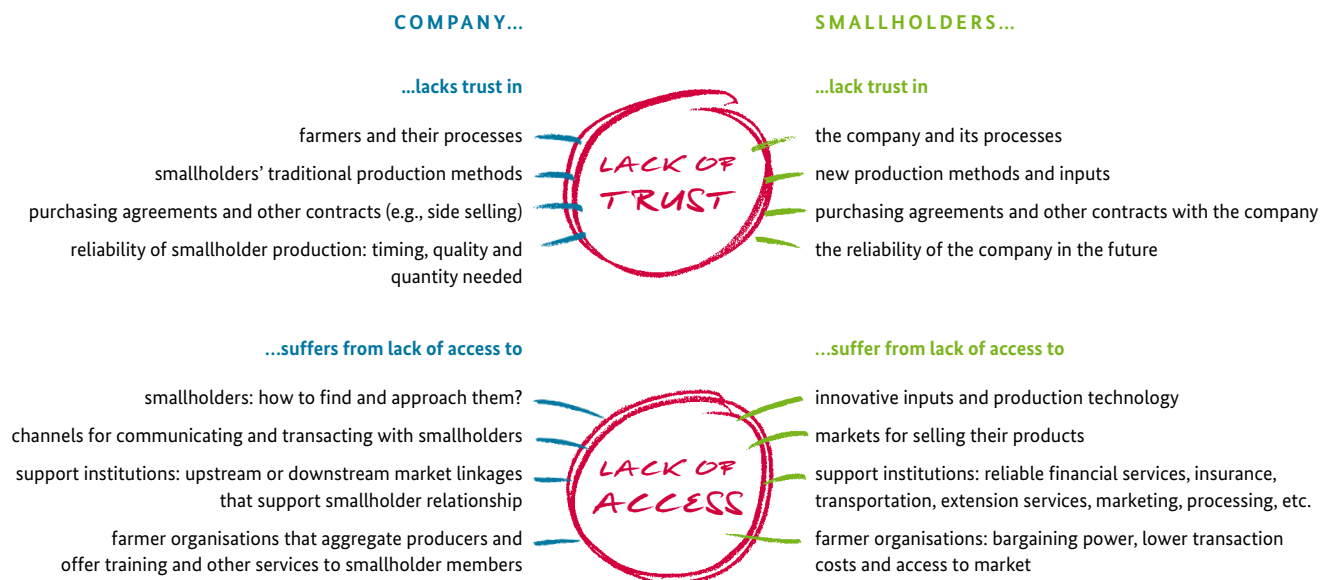 COMPANY...
SMALLHOLDERS...
...lacks trust in
farmers and their processes
smallholders’ traditional production methods
purchasing agreements and other contracts (e.g., side selling)
reliability of smallholder production: timing, quality and
quantity needed
LACK OF
TRUST
...lack trust in
the company and its processes
new production methods and inputs
purchasing agreements and other contracts with the company
the reliability of the company in the future
...suffers from lack of access to
smallholders: how to find and approach them?
channels for communicating and transacting with smallholders
support institutions: upstream or downstream market linkages
that support smallholder relationship
farmer organisations that aggregate producers and
offer training and other services to smallholder members
LACK OF
ACCESS
...suffer from lack of access to
innovative inputs and production technology
markets for selling their products
support institutions: reliable financial services, insurance,
transportation, extension services, marketing, processing, etc.
farmer organisations: bargaining power, lower transaction
costs and access to market